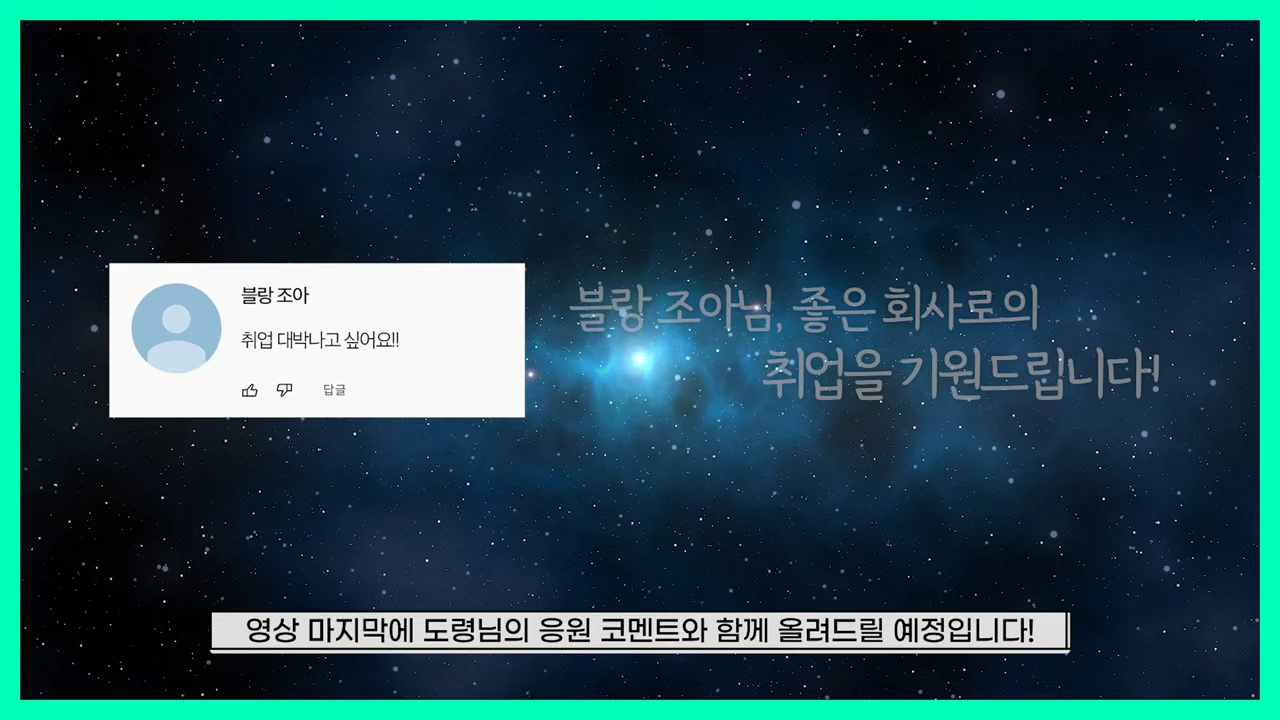 블랑 조아
취업 대박나고 싶어요!!
답글
블랑 조아님, 좋은 회사로의
취업을 기원드립니다!
영상 마지막에 도령님의 응원 코멘트와 함께 올려드릴 예정입니다!